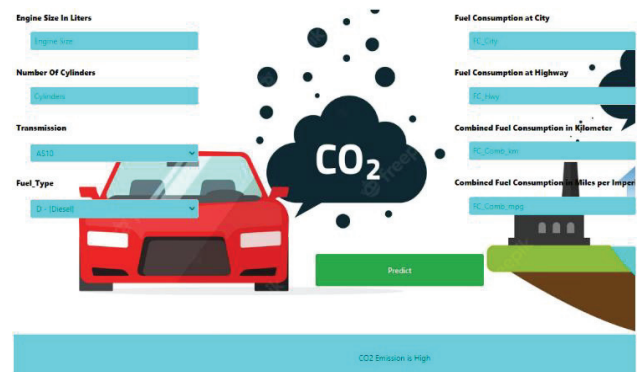 Engine Size In Liters
Engine Size
Number Of Cylinders
Cylinders
Transmission
AS10
Fuel_Type
D - (Diesel)
CO2
Fuel Consumption at City
FC_City
Fuel Consumption at Highway
FC_Hwy
Combined Fuel Consumption in Kilometer
FC_Comb_km
Combined Fuel Consumption in Miles per Imperi
FC_Comb_mpg
Predict
CO2 Emission is High